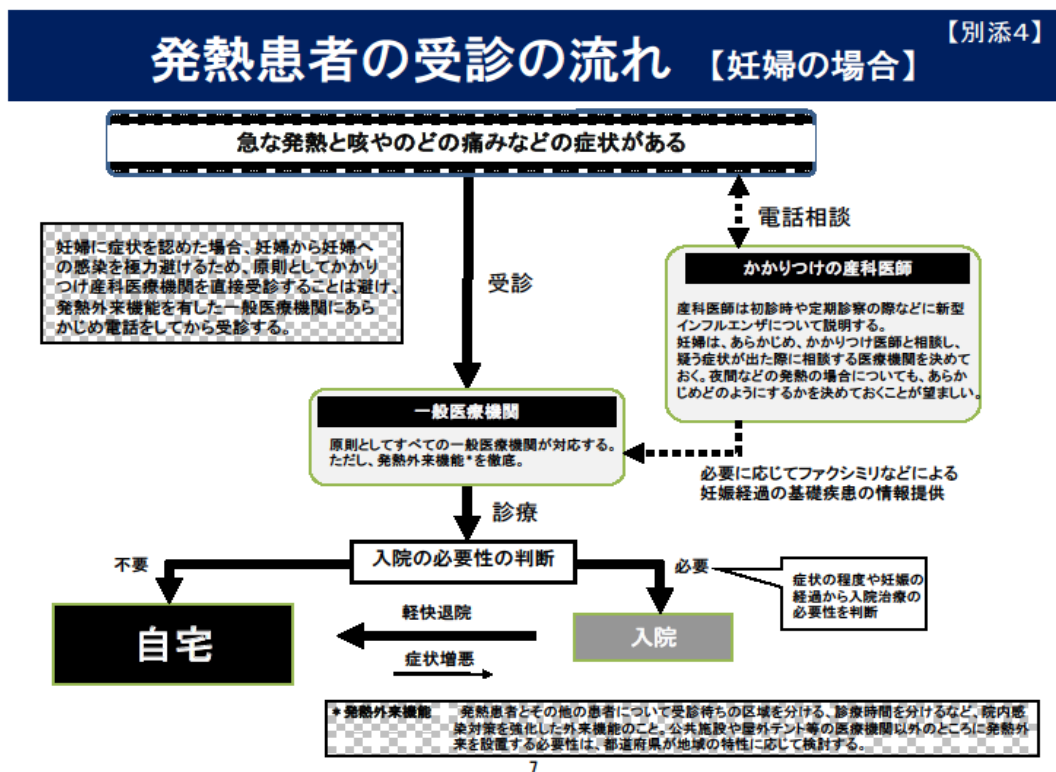 【別添4】
発熱患者の受診の流れ 【妊婦の場合】
急な発熱と咳やのどの痛みなどの症状がある
電話相談
妊婦に症状を認めた場合、妊婦から妊婦へ
の感染を極力避けるため、原則としてかかり
つけ産科医療機関を直接受診することは避け、
発熱外来機能を有した一般医療機関にあら
かじめ電話をしてから受診する。
受診
かかりつけの産科医師
産科医師は初診時や定期診察の際などに新型
インフルエンザについて説明する。
妊婦は、あらかじめ、かかりつけ医師と相談し、
疑う症状が出た際に相談する医療機関を決めて
おく。夜間などの発熱の場合についても、あらか
じめどのようにするかを決めておくことが望ましい。
一般医療機関
原則としてすべての一般医療機関が対応する。
ただし、発熱外来機能*を徹底。
必要に応じてファクシミリなどによる
妊娠経過の基礎疾患の情報提供
診療
入院の必要性の判断
不要
必要
症状の程度や妊娠の
経過から入院治療の
必要性を判断
自宅
軽快退院
症状増悪
入院
*発熱外来機能 発熱患者とその他の患者について受診待ちの区域を分ける、診療時間を分けるなど、院内感
染対策を強化した外来機能のこと。公共施設や屋外テント等の医療機関以外のところに発熱外
来を設置する必要性は、都道府県が地域の特性に応じて検討する。
7